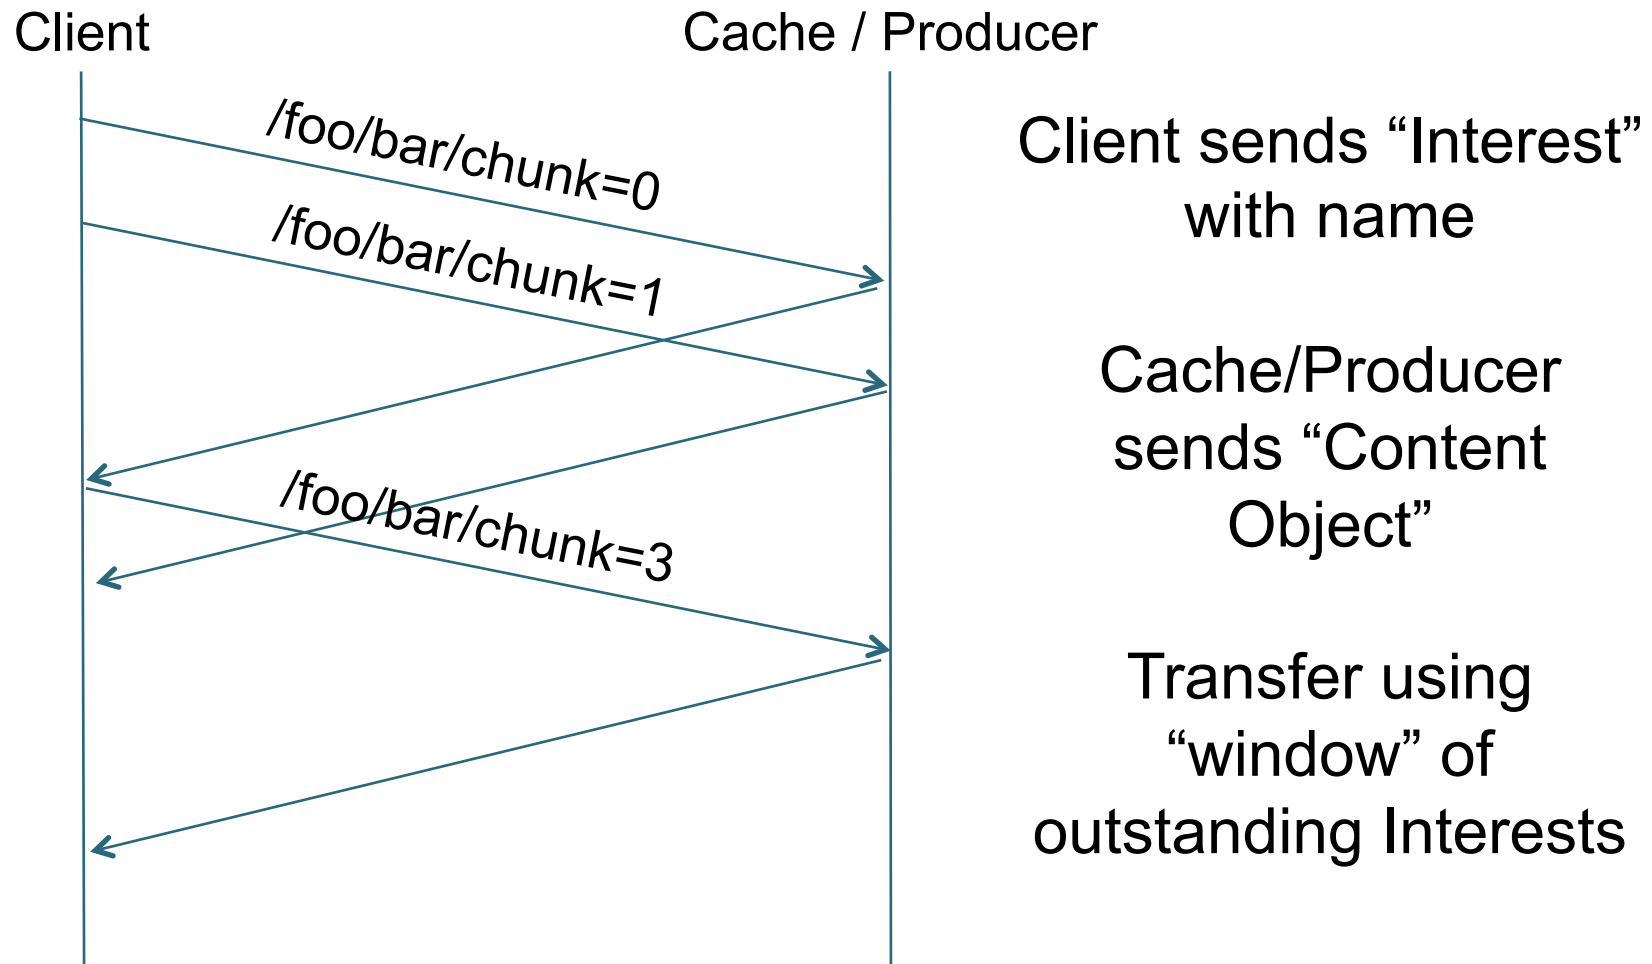 Client
Cache / Producer
/foo/bar/chunk=0
/foo/bar/chunk=1
/foo/bar/chunk=3
Client sends “Interest”
with name
Cache/Producer
sends “Content
Object”
Transfer using
“window” of
outstanding Interests